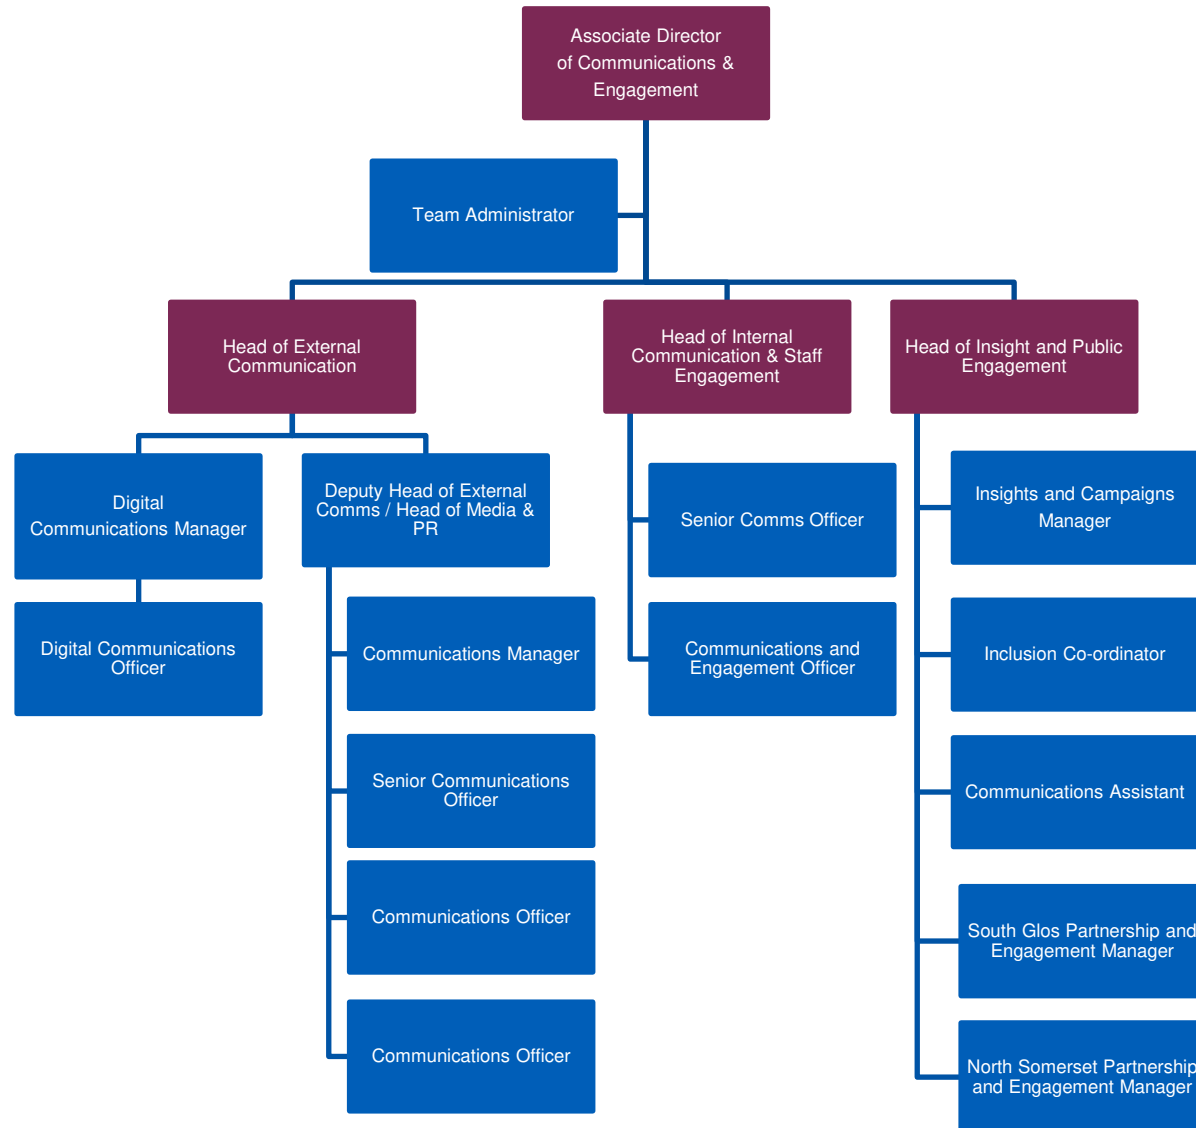 Associate Director
of Communications &
Engagement
Team Administrator
Head of External
Communication
Head of Internal
Communication & Staff
Engagement
Head of Insight and Public
Engagement
Digital
Communications Manager
Deputy Head of External
Comms / Head of Media &
PR
Senior Comms Officer
Insights and Campaigns
Manager
Digital Communications
Officer
Communications Manager
Communications and
Engagement Officer
Inclusion Co-ordinator
Senior Communications
Officer
Communications Assistant
Communications Officer
South Glos Partnership and
Engagement Manager
Communications Officer
North Somerset Partnership
and Engagement Manager